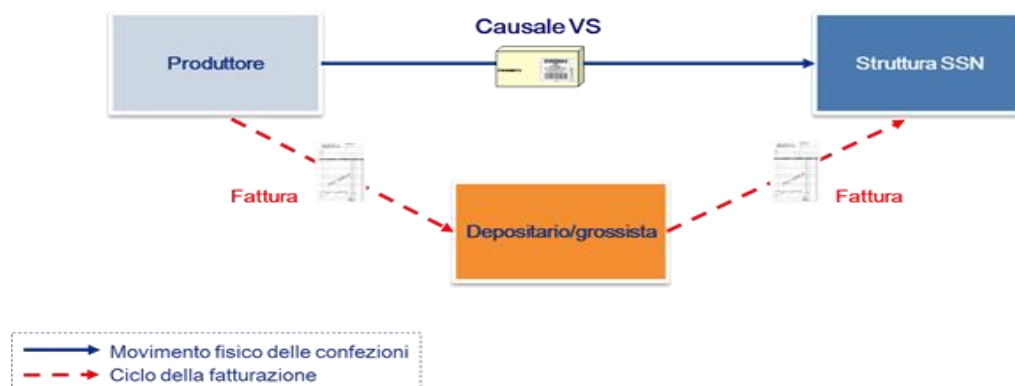 Causale VS
Produttore
Struttura SSN
Fattura
Fattura
Depositario/grossista
Movimento fisico delle confezioni
Ciclo della fatturazione